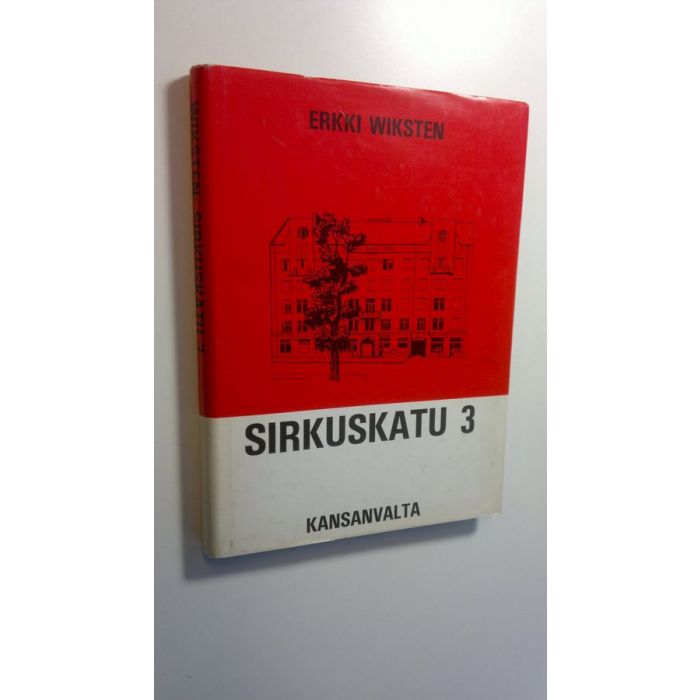 ERKKI WIKSTEN
SIRKUSKATU 3
KANSANVALTA
WIKSTEN SIRKUSKATU 3